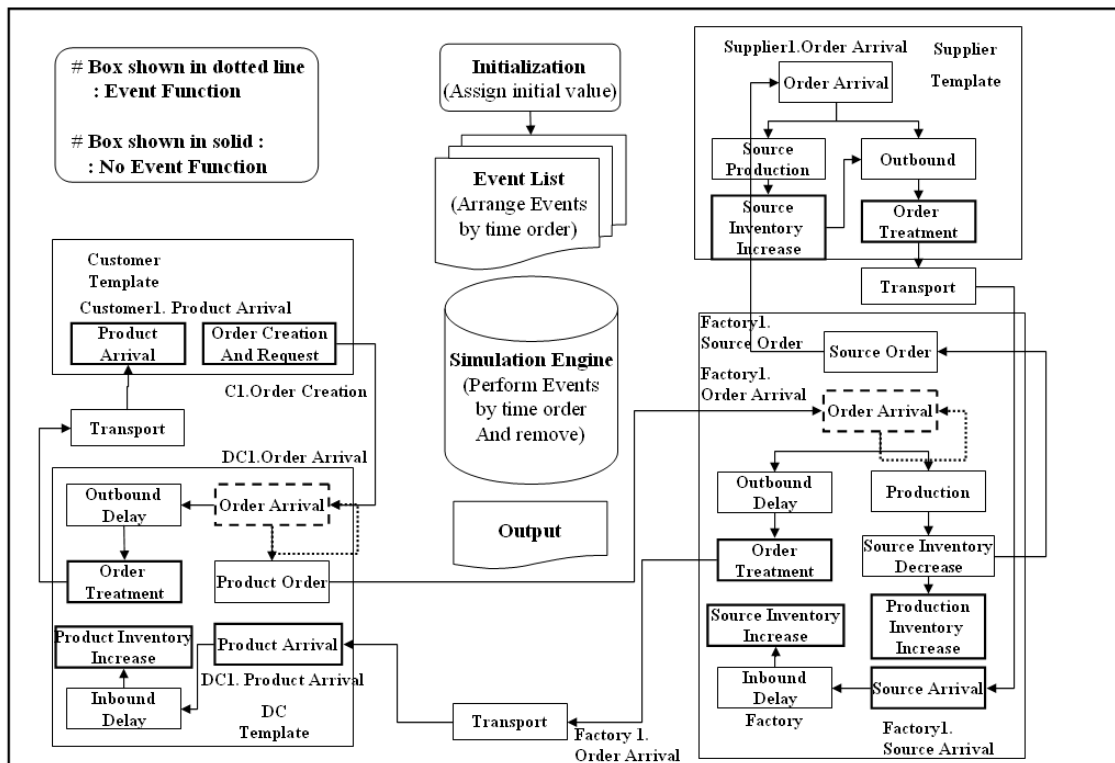 # Box shown in dotted line
: Event Function
# Box shown in solid :
: No Event Function
Initialization
(Assign initial value)
Event List
(Arrange Events
by time order)
Simulation Engine
(Perform Events
by time order
And remove)
Output
Supplier1.Order Arrival
Supplier
Template
Order Arrival
Source
Production
Outbound
Source
Inventory
Increase
Order
Treatment
Transport
Customer
Template
Customer1. Product Arrival
Product
Arrival
Order Creation
And Request
C1.Order Creation
Transport
DC1.Order Arrival
Outbound
Delay
Order Arrival
Order
Treatment
Product Order
Product Inventory
Increase
Product Arrival
DC1. Product Arrival
Inbound
Delay
DC
Template
Transport
Factory 1.
Order Arrival
Factory1.
Source Order
Source Order
Factory1.
Order Arrival
Order Arrival
Outbound
Delay
Production
Order
Treatment
Source Inventory
Decrease
Source Inventory
Increase
Production
Inventory
Increase
Inbound
Delay
Source Arrival
Factory
Factory1.
Source Arrival